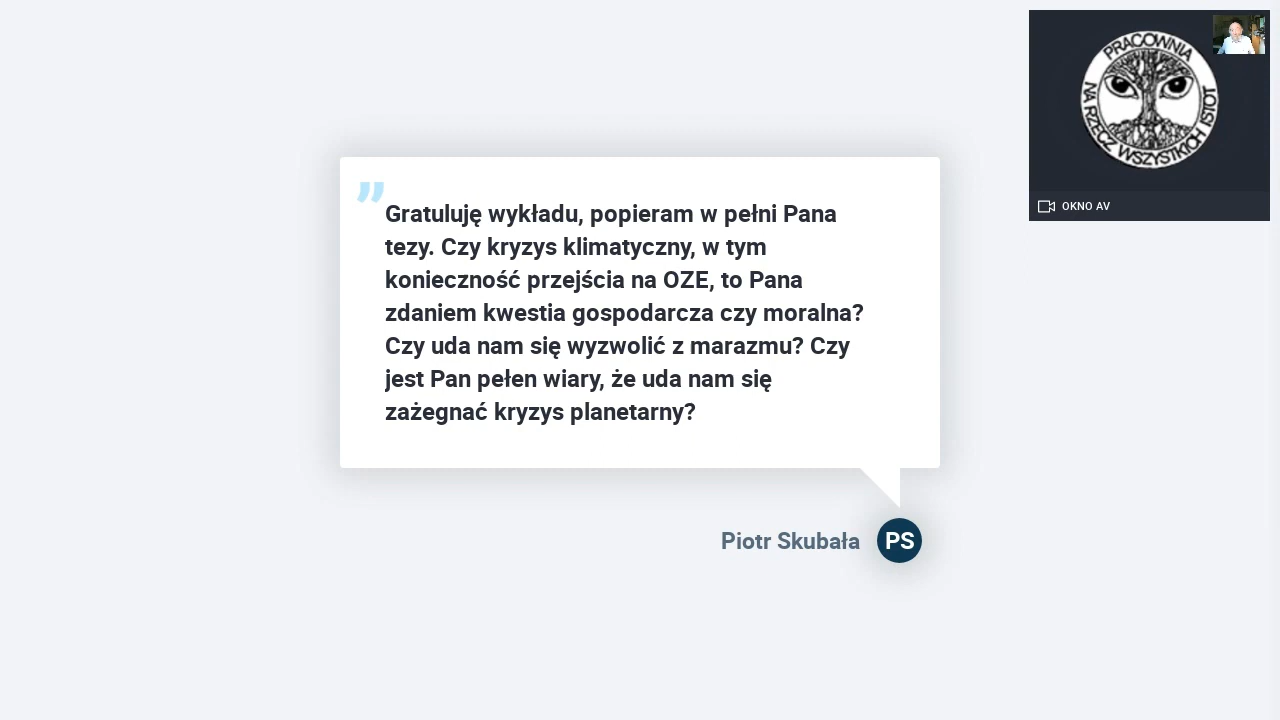 PRACOWNIA
NA RZECZ WSZYSTKICH ISTOT
OKNO AV
"
Gratuluję wykładu, popieram w pełni Pana
tezy. Czy kryzys klimatyczny, w tym
konieczność przejścia na OZE, to Pana
zdaniem kwestia gospodarcza czy moralna?
Czy uda nam się wyzwolić z marazmu? Czy
jest Pan pełen wiary, że uda nam się
zażegnać kryzys planetarny?
Piotr Skubała
PS